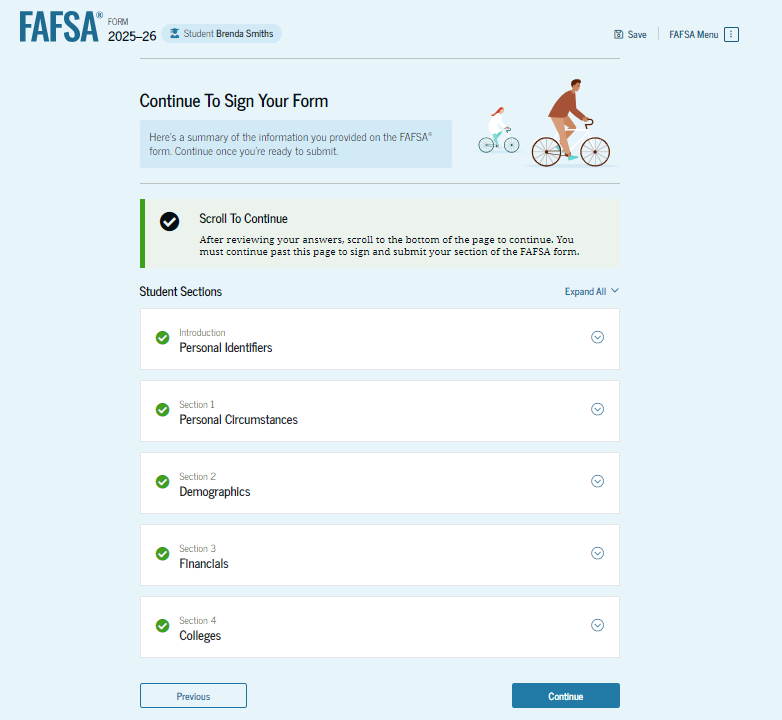 FAFSA®
FORM
2025–26
Student Brenda Smiths
Save
FAFSA Menu
Continue To Sign Your Form
Here's a summary of the information you provided on the FAFSA®
form. Continue once you're ready to submit.
Scroll To Continue
After reviewing your answers, scroll to the bottom of the page to continue. You
must continue past this page to sign and submit your section of the FAFSA form.
Student Sections
Expand All
Introduction
Personal Identifiers
Section 1
Personal Circumstances
Section 2
Demographics
Section 3
Financials
Section 4
Colleges
Previous
Continue